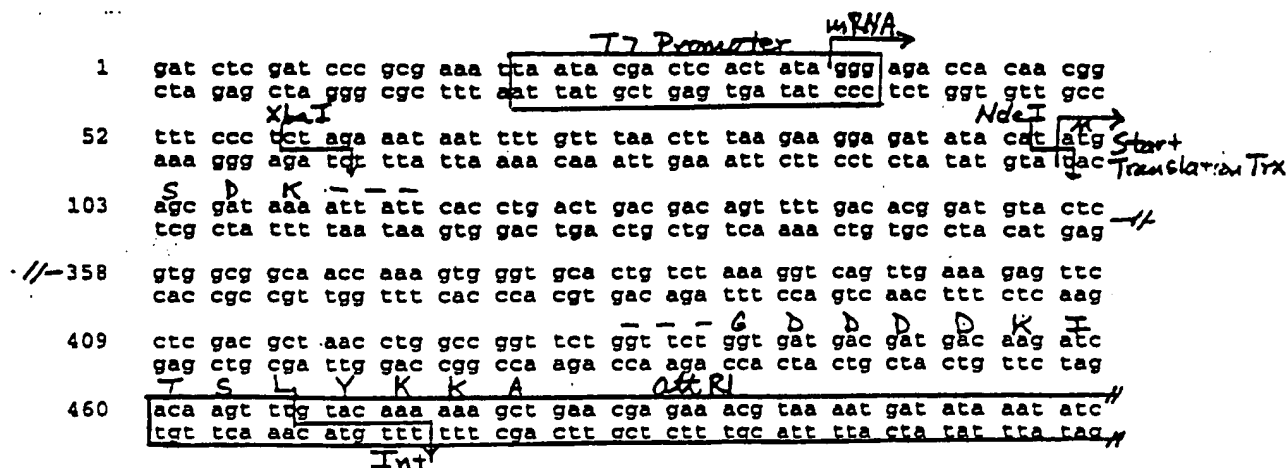 T7 Promoter mRNA
1 gat ctc gat ccc gcg aaa ttaa ata cga ctc act ata ggg aga cca caa cgg
cta gag cta ggg cgc ttt aatt tat gct gag tga tat ccc tct ggt gtt gcc
XbaI NdeI M
52 ttt ccc tct aga aat aat ttt gtt taa ctt taa gaa gga gat ata cat atg
aaa ggg aga tct tta tta aaa caa att gaa att ctt cct cta tat gta tac
Start
Translation Trx
S D K - - -
103 agc gat aaa att att cac ctg act gac gac agt ttt gac acg gat gta ctc
tcg cta ttt taa taa gtg gac tga ctg ctg tca aaa ctg tgc cta cat gag
358 gtg gcg gca acc aaa gtg ggt gca ctg tct aaa ggt cag ttg aaa gag ttc
cac cgc cgt tgg ttt cac cca cgt gac aga ttt cca gtc aac ttt ctc aag
- - - G D D D D K I
409 ctc gac gct aac ctg gcc ggt tct ggt tct ggt gat gac gat gac aag atc
gag ctg cga ttg gac cgg cca aga cca aga cca cta ctg cta ctg ttc tag
T S L Y K K A attR1
460 aca agt ttg tac aaa aaa gct gaa cga gaa acg taa aat gat ata aat atc
tgt tca aac atg ttt ttt cga ctt gct ctt tgc att tta cta tat tta tag
Int